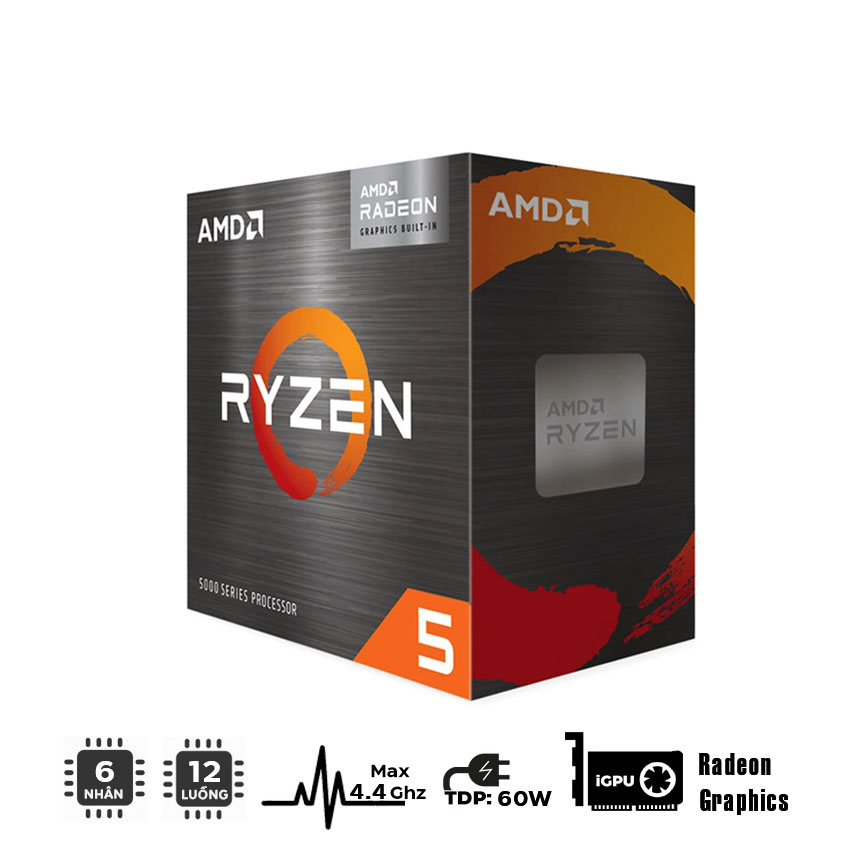 AMD
AMD
RADEON
GRAPHICS BUILT-IN
RYZEN
5000 SERIES PROCESSOR
5
AMD
AMD
RYZEN
6
NHÂN
12
LUỒNG
Max
4.4 Ghz
TDP: 60W
iGPU
Radeon
Graphics